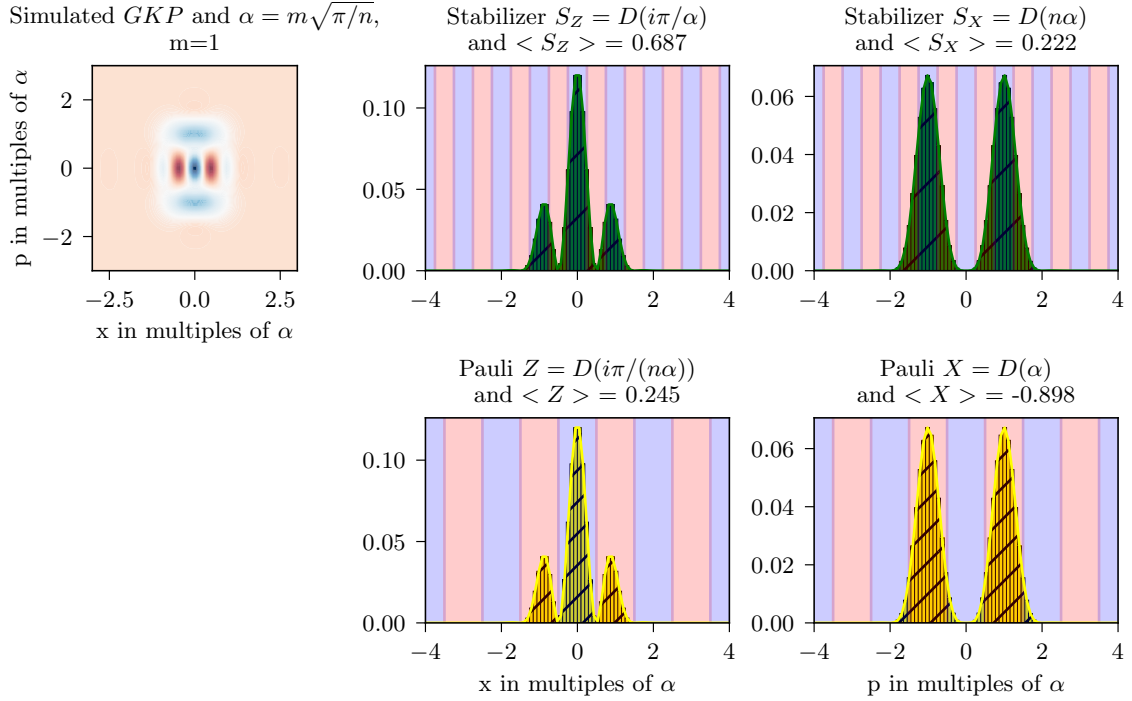 Simulated GKP and α = m√π/n,
m=1
p in multiples of α
2
0
−2
−2.5
0.0
2.5
x in multiples of α
Stabilizer S_Z = D(iπ/α)
and < S_Z > = 0.687
0.10
0.05
0.00
−4
−2
0
2
4
Stabilizer S_X = D(nα)
and < S_X > = 0.222
0.06
0.04
0.02
0.00
−4
−2
0
2
4
Pauli Z = D(iπ/(nα))
and < Z > = 0.245
0.10
0.05
0.00
−4
−2
0
2
4
x in multiples of α
Pauli X = D(α)
and < X > = -0.898
0.06
0.04
0.02
0.00
−4
−2
0
2
4
p in multiples of α